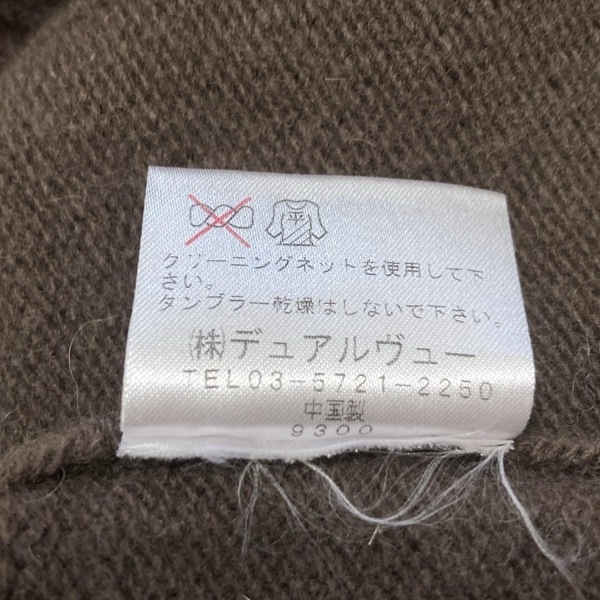 平
クリーニングネットを使用して下
さい。
タンブラー乾燥はしないで下さい。
(株)デュアルヴュー
TEL03-5721-2250
中国製
9300